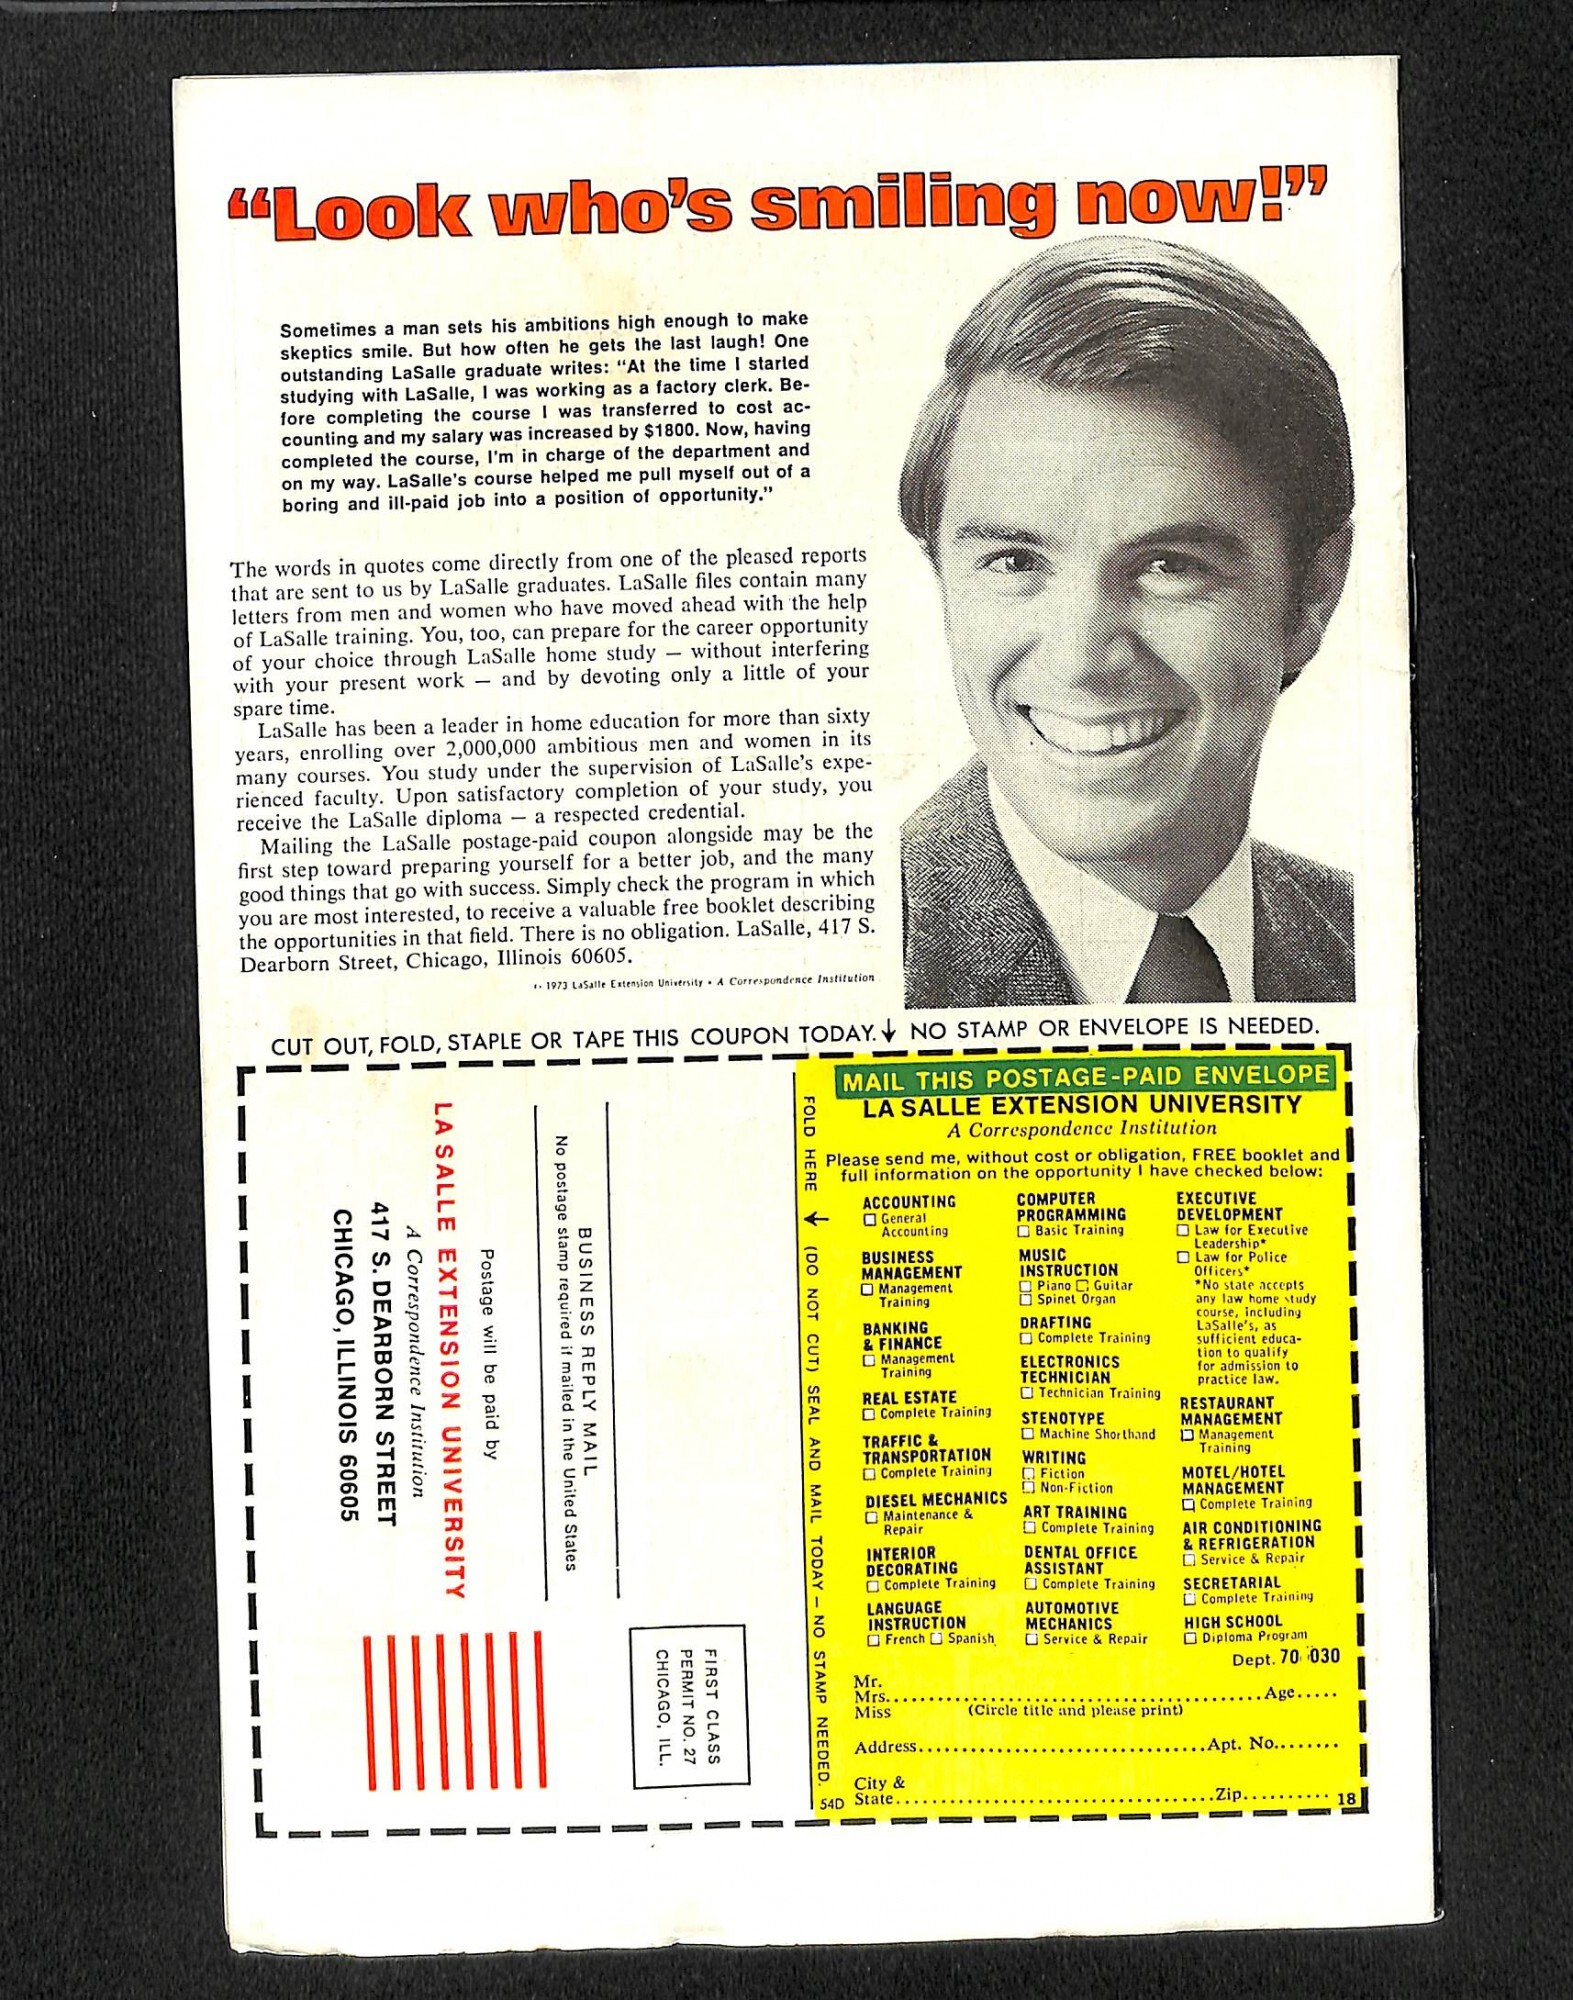 “Look who's smiling now!”
Sometimes a man sets his ambitions high enough to make
skeptics smile. But how often he gets the last laugh! One
outstanding LaSalle graduate writes: “At the time I started
studying with LaSalle, I was working as a factory clerk. Be-
fore completing the course I was transferred to cost ac-
counting and my salary was increased by $1800. Now, having
completed the course, I'm in charge of the department and
on my way. LaSalle's course helped me pull myself out of a
boring and ill-paid job into a position of opportunity.”
The words in quotes come directly from one of the pleased reports
that are sent to us by LaSalle graduates. LaSalle files contain many
letters from men and women who have moved ahead with the help
of LaSalle training. You, too, can prepare for the career opportunity
of your choice through LaSalle home study — without interfering
with your present work — and by devoting only a little of your
spare time.
LaSalle has been a leader in home education for more than sixty
years, enrolling over 2,000,000 ambitious men and women in its
many courses. You study under the supervision of LaSalle's expe-
rienced faculty. Upon satisfactory completion of your study, you
receive the LaSalle diploma — a respected credential.
Mailing the LaSalle postage-paid coupon alongside may be the
first step toward preparing yourself for a better job, and the many
good things that go with success. Simply check the program in which
you are most interested, to receive a valuable free booklet describing
the opportunities in that field. There is no obligation. LaSalle, 417 S.
Dearborn Street, Chicago, Illinois 60605.
1973 LaSalle Extension University • A Correspondence Institution
CUT OUT, FOLD, STAPLE OR TAPE THIS COUPON TODAY.↓ NO STAMP OR ENVELOPE IS NEEDED.
FIRST CLASS
PERMIT NO. 27
CHICAGO, ILL.
BUSINESS REPLY MAIL
No postage stamp required if mailed in the United States
Postage will be paid by
LA SALLE EXTENSION UNIVERSITY
A Correspondence Institution
417 S. DEARBORN STREET
CHICAGO, ILLINOIS 60605
FOLD HERE ↓ (DO NOT CUT) SEAL AND MAIL TODAY — NO STAMP NEEDED.
MAIL THIS POSTAGE-PAID ENVELOPE
LA SALLE EXTENSION UNIVERSITY
A Correspondence Institution
Please send me, without cost or obligation, FREE booklet and
full information on the opportunity I have checked below:
ACCOUNTING
□ General
Accounting
BUSINESS
MANAGEMENT
□ Management
Training
BANKING
& FINANCE
□ Management
Training
REAL ESTATE
□ Complete Training
TRAFFIC &
TRANSPORTATION
□ Complete Training
DIESEL MECHANICS
□ Maintenance &
Repair
INTERIOR
DECORATING
□ Complete Training
LANGUAGE
INSTRUCTION
□ French □ Spanish
COMPUTER
PROGRAMMING
□ Basic Training
MUSIC
INSTRUCTION
□ Piano □ Guitar
□ Spinet Organ
DRAFTING
□ Complete Training
ELECTRONICS
TECHNICIAN
□ Technician Training
STENOTYPE
□ Machine Shorthand
WRITING
□ Fiction
□ Non-Fiction
ART TRAINING
□ Complete Training
DENTAL OFFICE
ASSISTANT
□ Complete Training
AUTOMOTIVE
MECHANICS
□ Service & Repair
EXECUTIVE
DEVELOPMENT
□ Law for Executive
Leadership*
□ Law for Police
Officers*
*No state accepts
any law home study
course, including
LaSalle's, as
sufficient educa-
tion to qualify
for admission to
practice law.
RESTAURANT
MANAGEMENT
□ Management
Training
MOTEL/HOTEL
MANAGEMENT
□ Complete Training
AIR CONDITIONING
& REFRIGERATION
□ Service & Repair
SECRETARIAL
□ Complete Training
HIGH SCHOOL
□ Diploma Program
Dept. 70-030
Mr.
Mrs. Age
Miss (Circle title and please print)
Address Apt. No.
City &
State Zip
54D
18